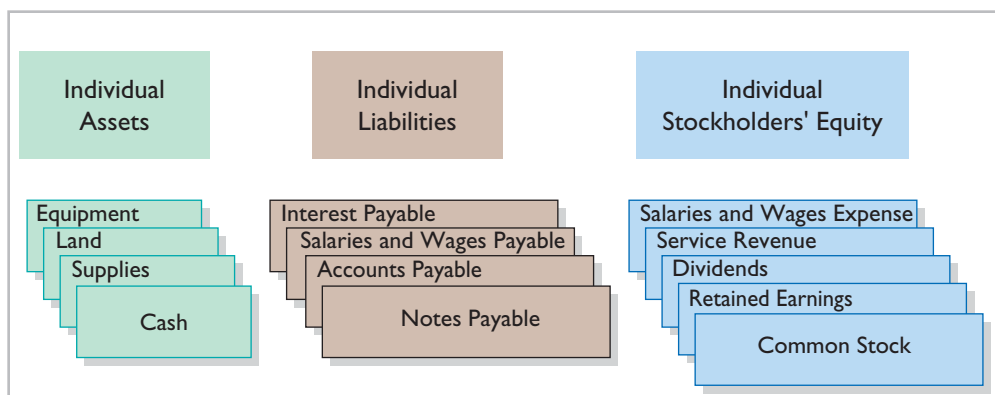 Individual
Assets
Individual
Liabilities
Individual
Stockholders' Equity
Equipment
Land
Supplies
Cash
Interest Payable
Salaries and Wages Payable
Accounts Payable
Notes Payable
Salaries and Wages Expense
Service Revenue
Dividends
Retained Earnings
Common Stock